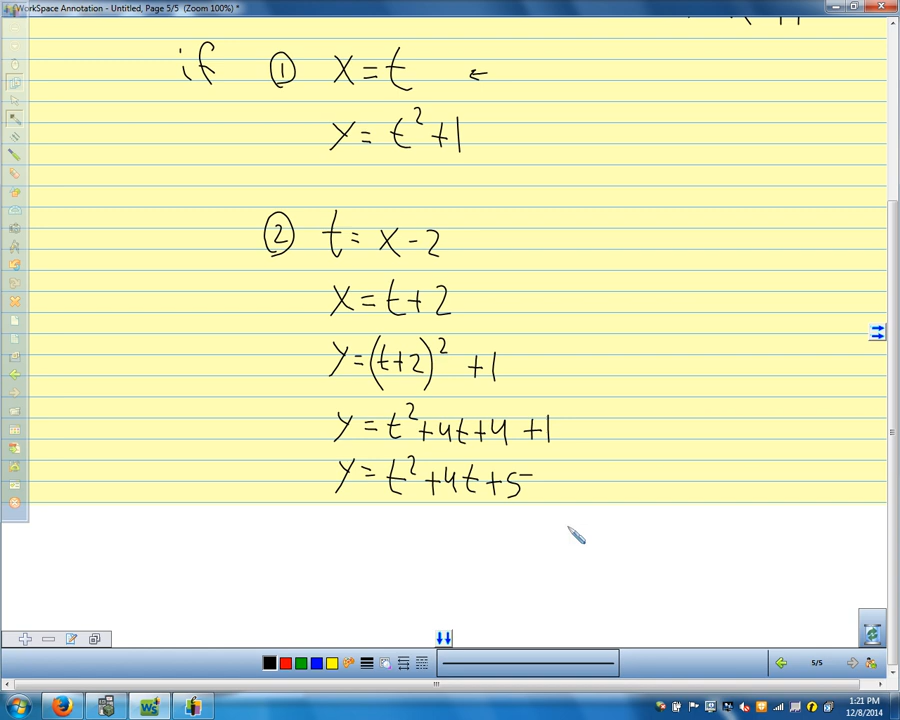 WorkSpace Annotation - Untitled, Page 5/5 (Zoom 100%) *
if ① x = t ←
y = t² + 1
② t = x - 2
x = t + 2
y = (t+2)² + 1
y = t² + 4t + 4 + 1
y = t² + 4t + 5
5/5
1:21 PM
12/8/2014